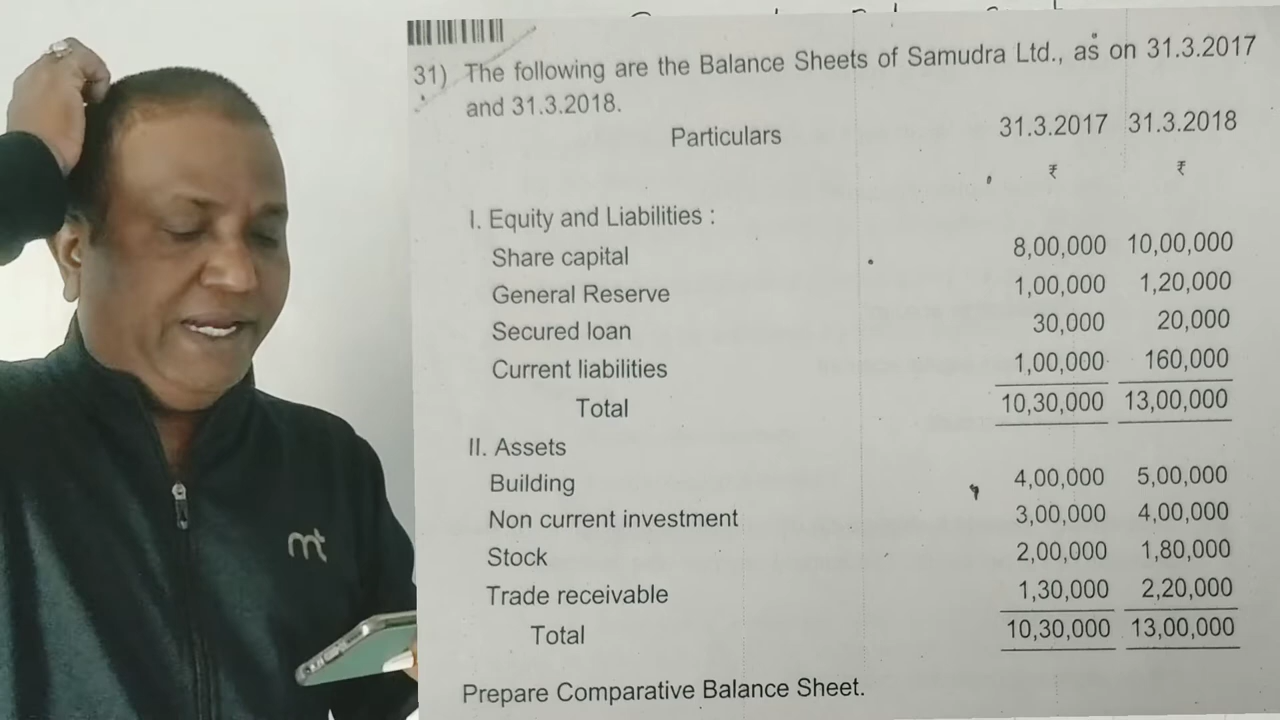 31) The following are the Balance Sheets of Samudra Ltd., as on 31.3.2017
and 31.3.2018.
Particulars 31.3.2017 31.3.2018
₹ ₹
I. Equity and Liabilities :
Share capital 8,00,000 10,00,000
General Reserve 1,00,000 1,20,000
Secured loan 30,000 20,000
Current liabilities 1,00,000 160,000
Total 10,30,000 13,00,000
II. Assets
Building 4,00,000 5,00,000
Non current investment 3,00,000 4,00,000
Stock 2,00,000 1,80,000
Trade receivable 1,30,000 2,20,000
Total 10,30,000 13,00,000
Prepare Comparative Balance Sheet.
mt